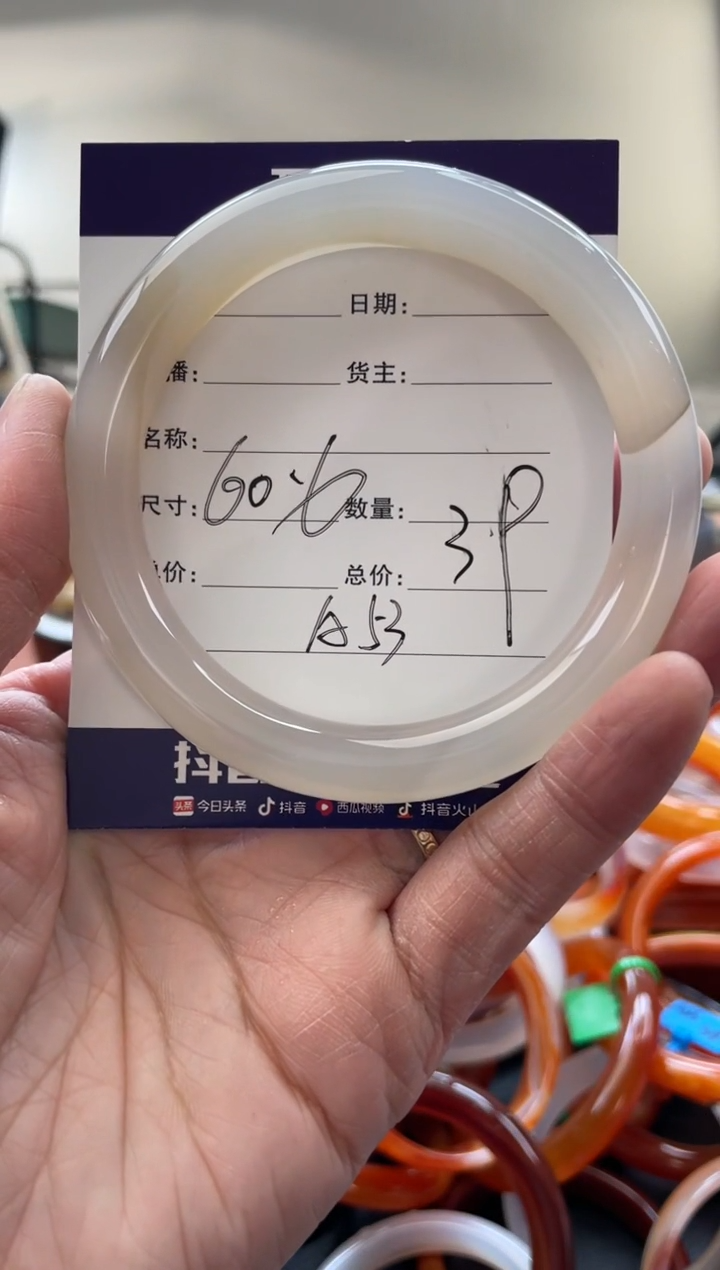 日期:
播: 货主:
名称:
尺寸: 60 数量: 3P
价: 总价:
A53
抖音
头条 今日头条 抖音 西瓜视频 抖音火山